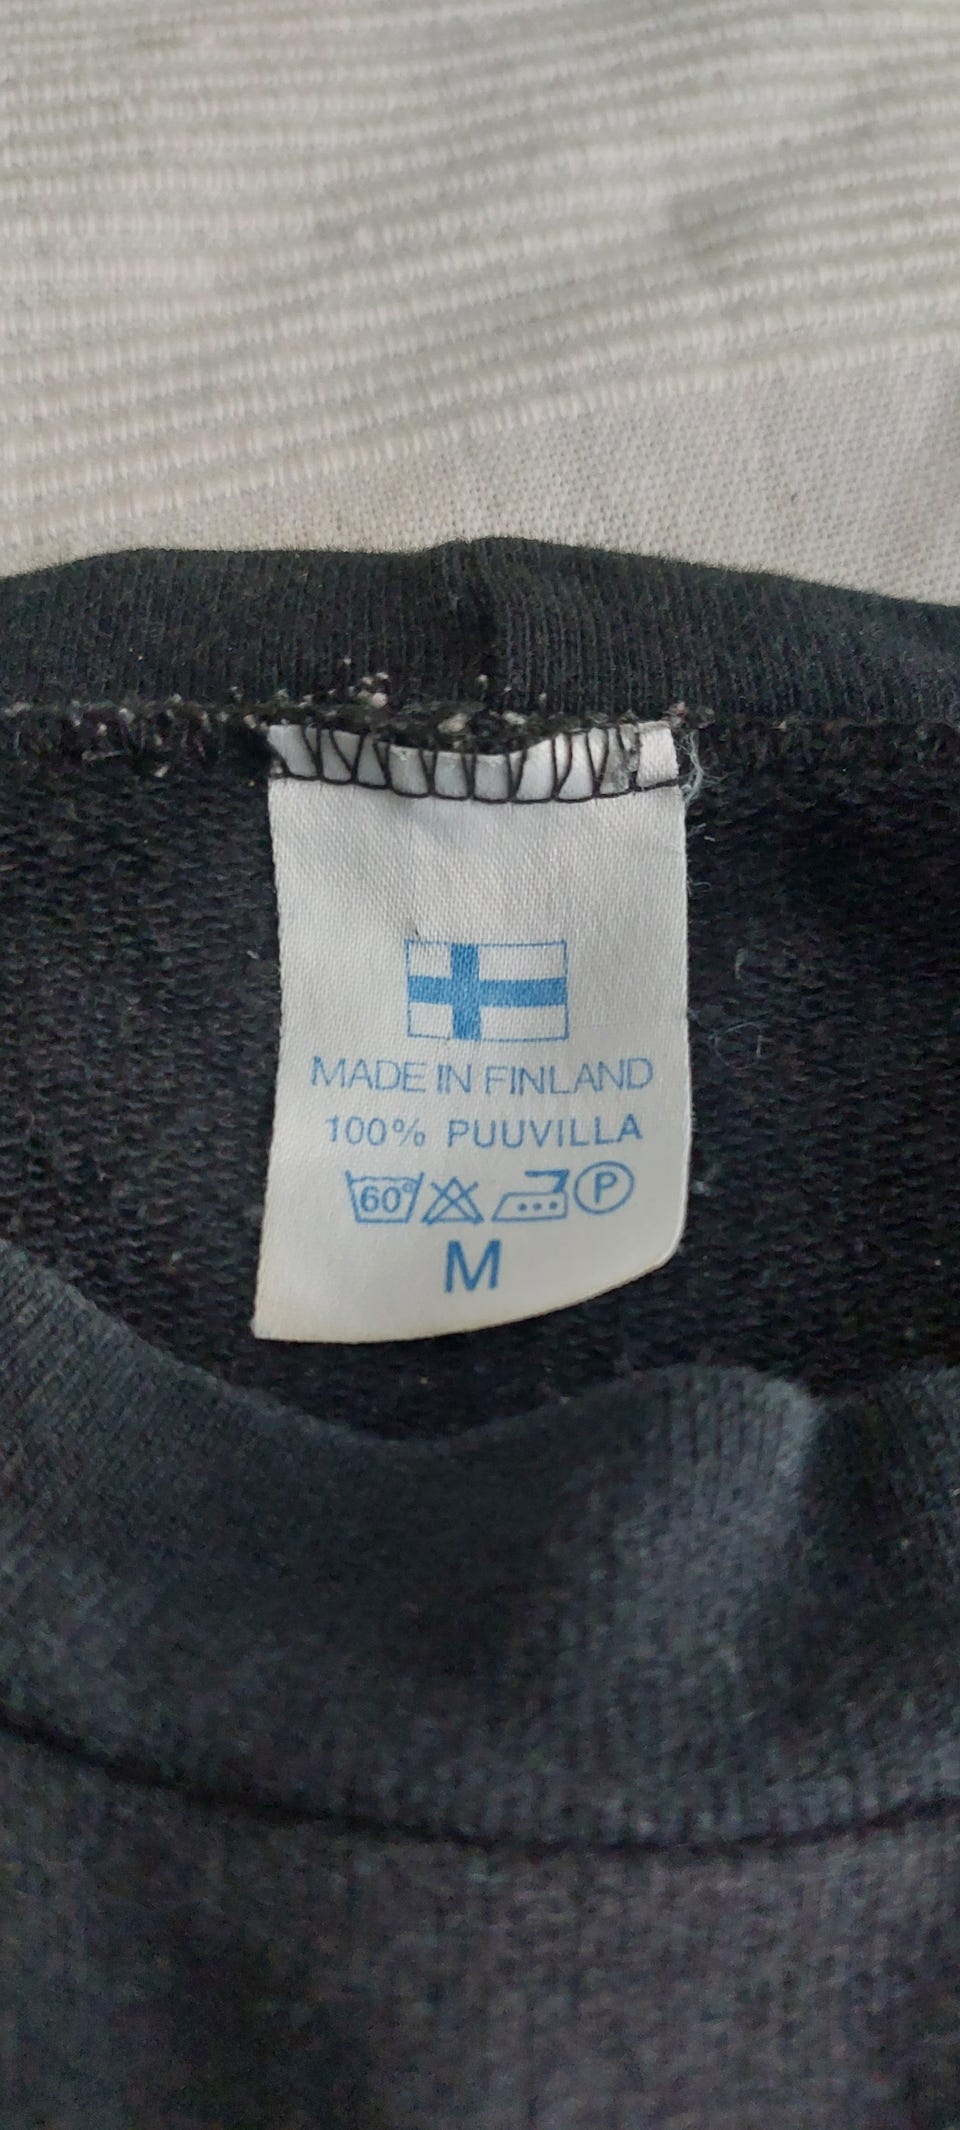 MADE IN FINLAND
100% PUUVILLA
60° P
M